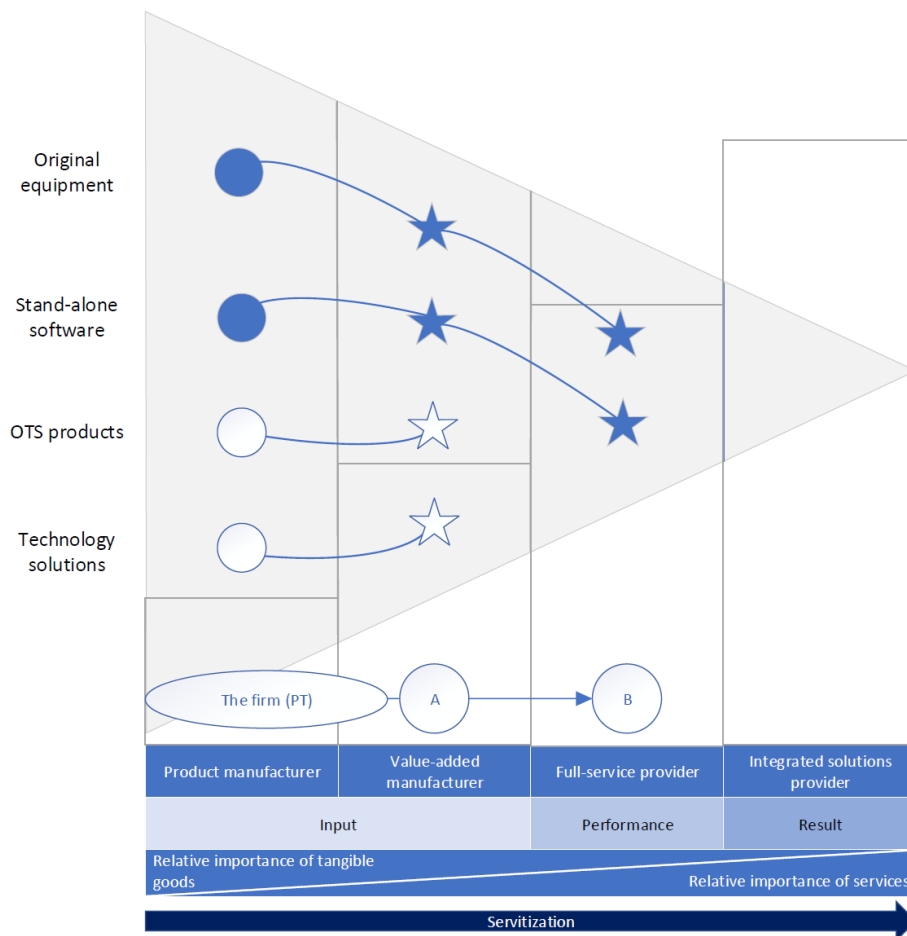 Original
equipment
Stand-alone
software
OTS products
Technology
solutions
The firm (PT)
A
B
Product manufacturer
Value-added
manufacturer
Full-service provider
Integrated solutions
provider
Input
Performance
Result
Relative importance of tangible
goods
Relative importance of services
Servitization